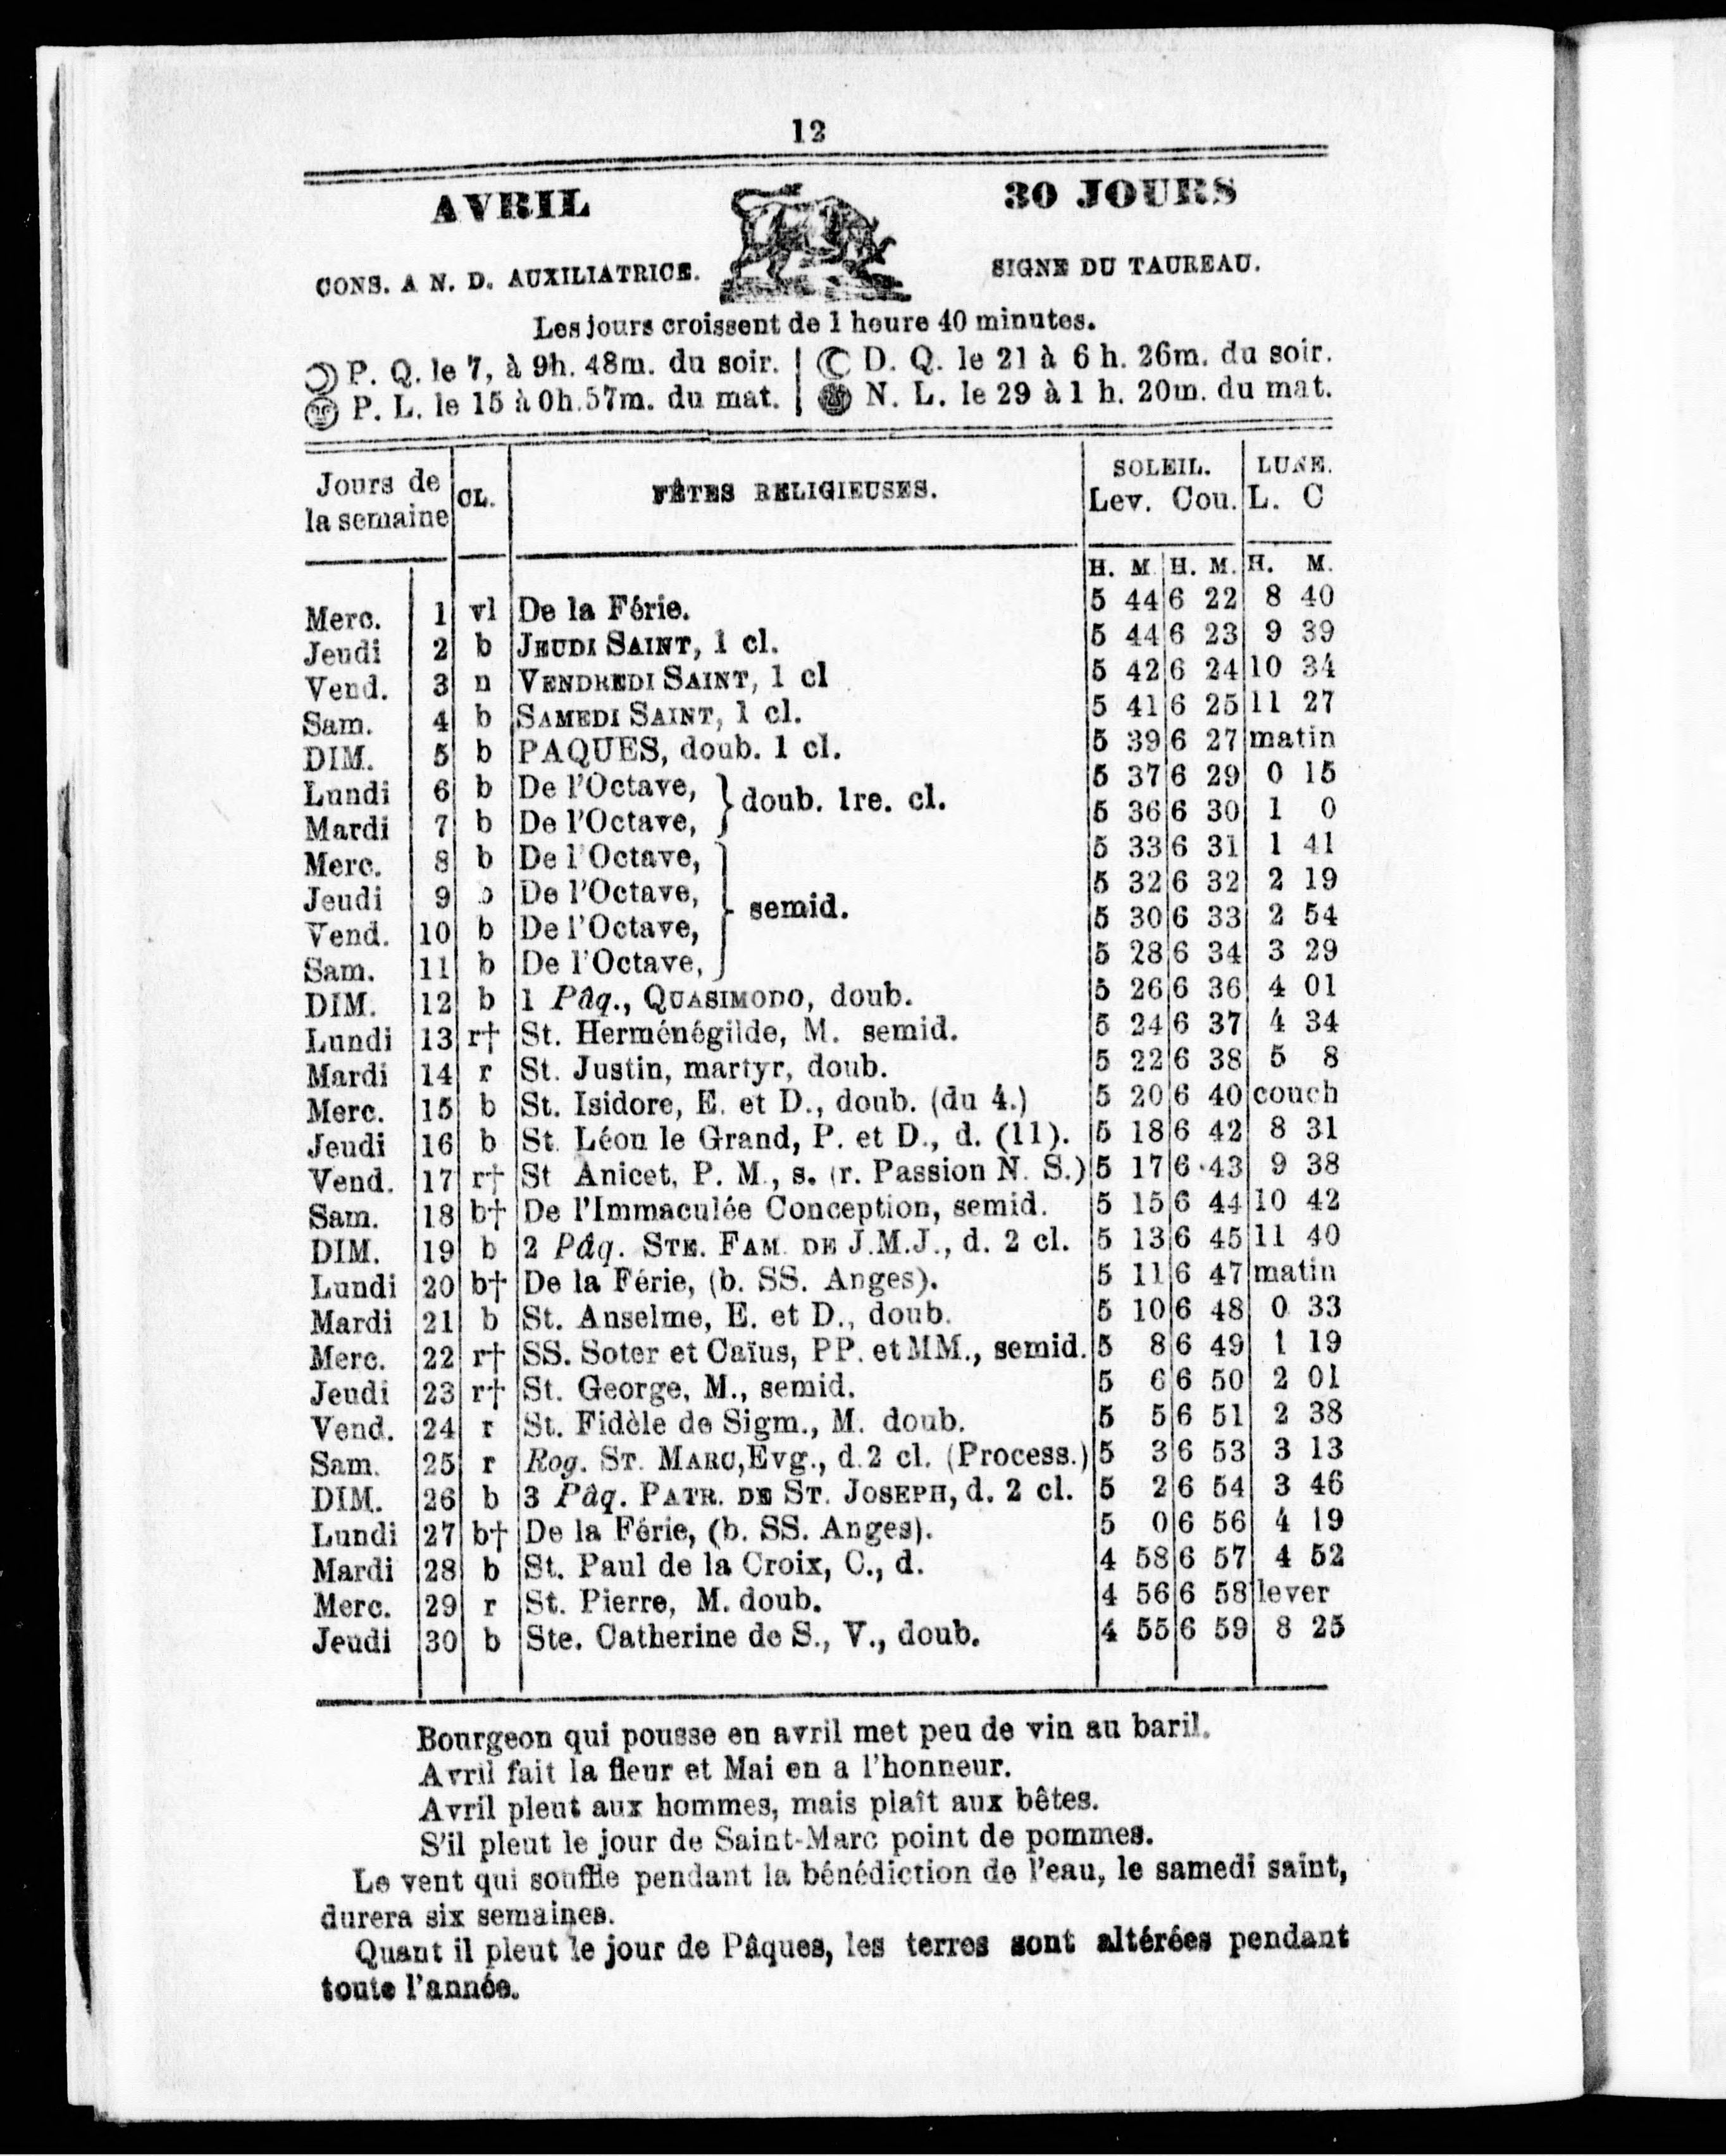 12
AVRIL 30 JOURS
CONS. A N. D. AUXILIATRICE. SIGNE DU TAUREAU.
Les jours croissent de 1 heure 40 minutes.
P. Q. le 7, à 9h. 48m. du soir. | D. Q. le 21 à 6 h. 26m. du soir.
P. L. le 15 à 0h.57m. du mat. | N. L. le 29 à 1 h. 20m. du mat.
Jours de la semaine CL. FÊTES RELIGIEUSES. SOLEIL. LUNE.
Lev. Cou. L. C
H. M. H. M. H. M.
Merc. 1 vl De la Férie. 5 44 6 22 8 40
Jeudi 2 b JEUDI SAINT, 1 cl. 5 44 6 23 9 39
Vend. 3 n VENDREDI SAINT, 1 cl 5 42 6 24 10 34
Sam. 4 b SAMEDI SAINT, 1 cl. 5 41 6 25 11 27
DIM. 5 b PAQUES, doub. 1 cl. 5 39 6 27 matin
Lundi 6 b De l'Octave, } doub. 1re. cl. 5 37 6 29 0 15
Mardi 7 b De l'Octave, 5 36 6 30 1 0
Merc. 8 b De l'Octave, 5 33 6 31 1 41
Jeudi 9 b De l'Octave, } semid. 5 32 6 32 2 19
Vend. 10 b De l'Octave, 5 30 6 33 2 54
Sam. 11 b De l'Octave, 5 28 6 34 3 29
DIM. 12 b 1 Pâq., QUASIMODO, doub. 5 26 6 36 4 01
Lundi 13 r† St. Herménégilde, M. semid. 5 24 6 37 4 34
Mardi 14 r St. Justin, martyr, doub. 5 22 6 38 5 8
Merc. 15 b St. Isidore, E. et D., doub. (du 4.) 5 20 6 40 couch
Jeudi 16 b St. Léon le Grand, P. et D., d. (11). 5 18 6 42 8 31
Vend. 17 r† St Anicet, P. M., s. (r. Passion N. S.) 5 17 6 43 9 38
Sam. 18 b† De l'Immaculée Conception, semid. 5 15 6 44 10 42
DIM. 19 b 2 Pâq. STE. FAM. DE J.M.J., d. 2 cl. 5 13 6 45 11 40
Lundi 20 b† De la Férie, (b. SS. Anges). 5 11 6 47 matin
Mardi 21 b St. Anselme, E. et D., doub. 5 10 6 48 0 33
Merc. 22 r† SS. Soter et Caïus, PP. et MM., semid. 5 8 6 49 1 19
Jeudi 23 r† St. George, M., semid. 5 6 6 50 2 01
Vend. 24 r St. Fidèle de Sigm., M. doub. 5 5 6 51 2 38
Sam. 25 r Rog. ST. MARC, Evg., d. 2 cl. (Process.) 5 3 6 53 3 13
DIM. 26 b 3 Pâq. PATR. DE ST. JOSEPH, d. 2 cl. 5 2 6 54 3 46
Lundi 27 b† De la Férie, (b. SS. Anges). 5 0 6 56 4 19
Mardi 28 b St. Paul de la Croix, C., d. 4 58 6 57 4 52
Merc. 29 r St. Pierre, M. doub. 4 56 6 58 lever
Jeudi 30 b Ste. Catherine de S., V., doub. 4 55 6 59 8 25
Bourgeon qui pousse en avril met peu de vin au baril.
Avril fait la fleur et Mai en a l'honneur.
Avril pleut aux hommes, mais plaît aux bêtes.
S'il pleut le jour de Saint-Marc point de pommes.
Le vent qui souffle pendant la bénédiction de l'eau, le samedi saint,
durera six semaines.
Quant il pleut le jour de Pâques, les terres sont altérées pendant
toute l'année.